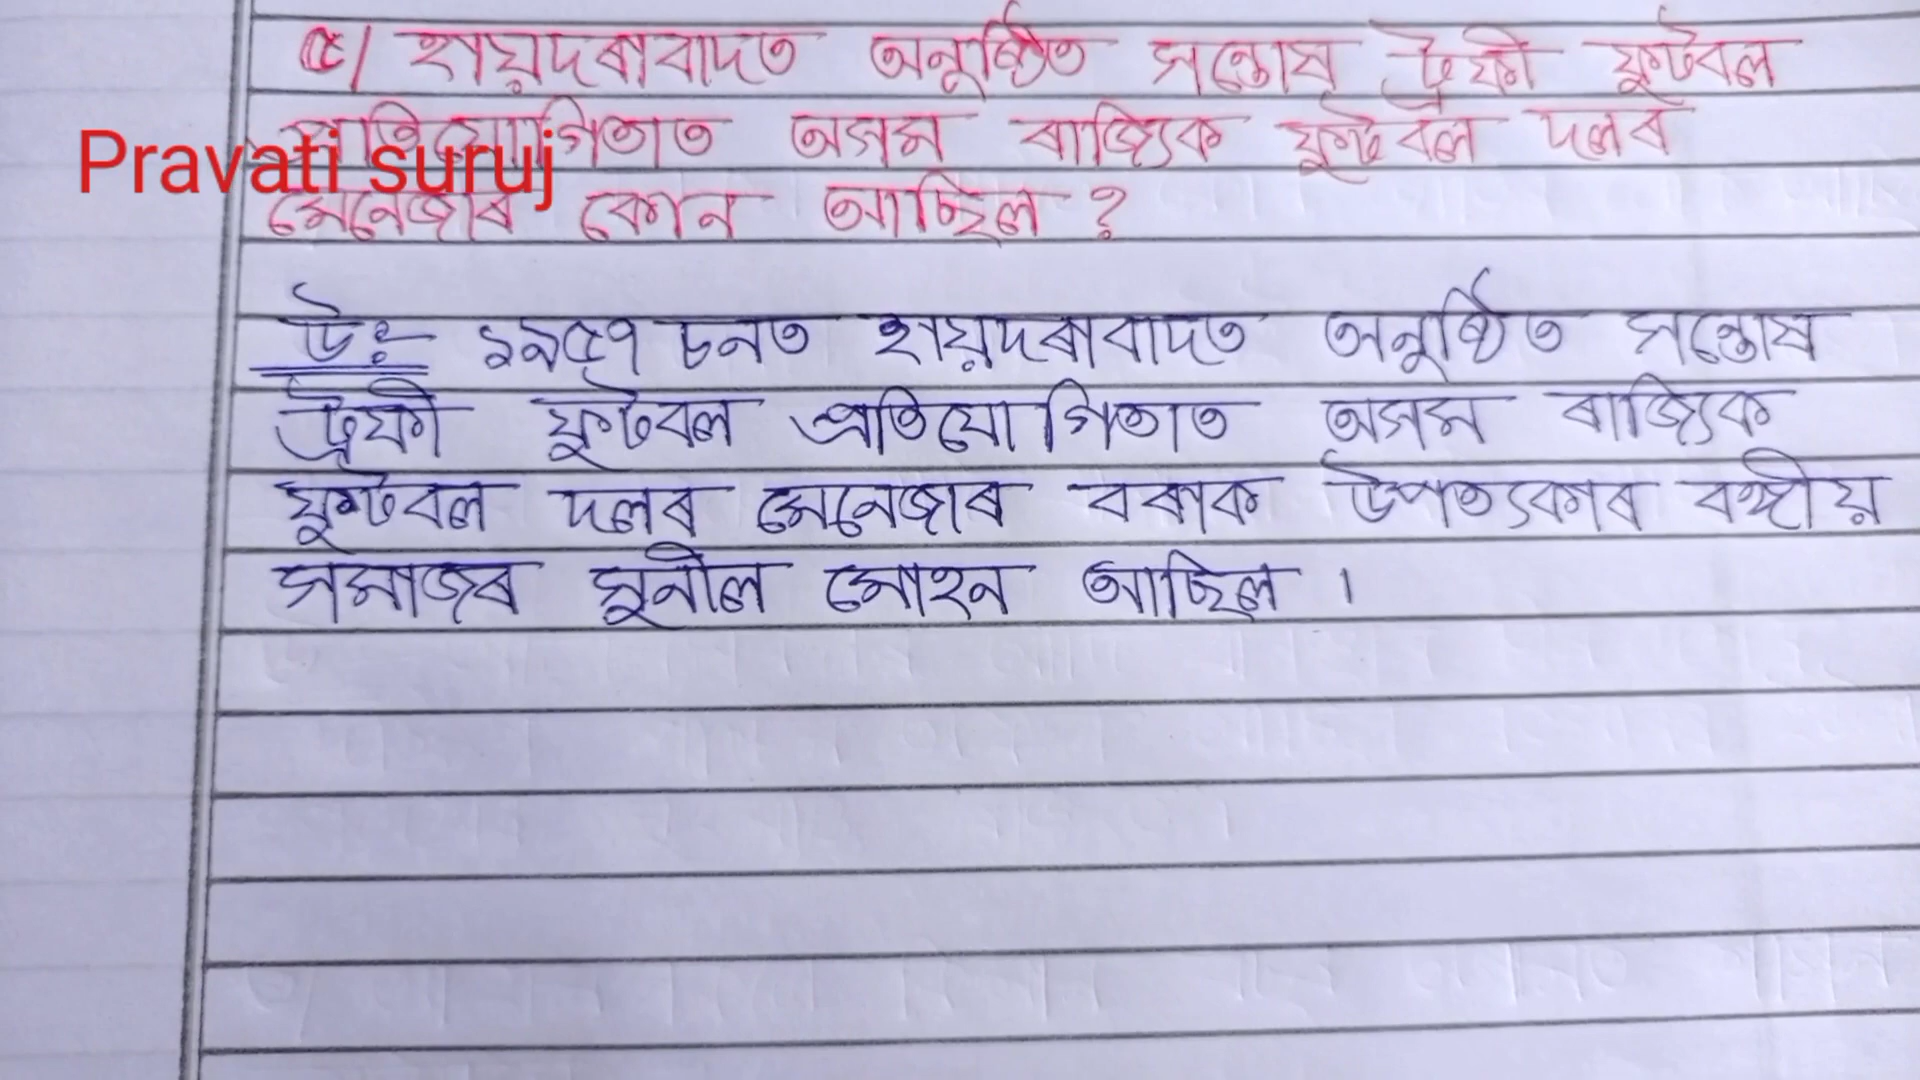 ৫/ হায়দৰাবাদত অনুষ্ঠিত সন্তোষ ট্ৰফী ফুটবল
প্ৰতিযোগিতাত অসম ৰাজ্যিক ফুটবল দলৰ
Pravati suruj
মেনেজাৰ কোন আছিল ?
উঃ ১৯৫৭ চনত হায়দৰাবাদত অনুষ্ঠিত সন্তোষ
ট্ৰফী ফুটবল প্ৰতিযোগিতাত অসম ৰাজ্যিক
ফুটবল দলৰ মেনেজাৰ বৰাক উপত্যকাৰ বঙ্গীয়
সমাজৰ সুনীল মোহন আছিল ।